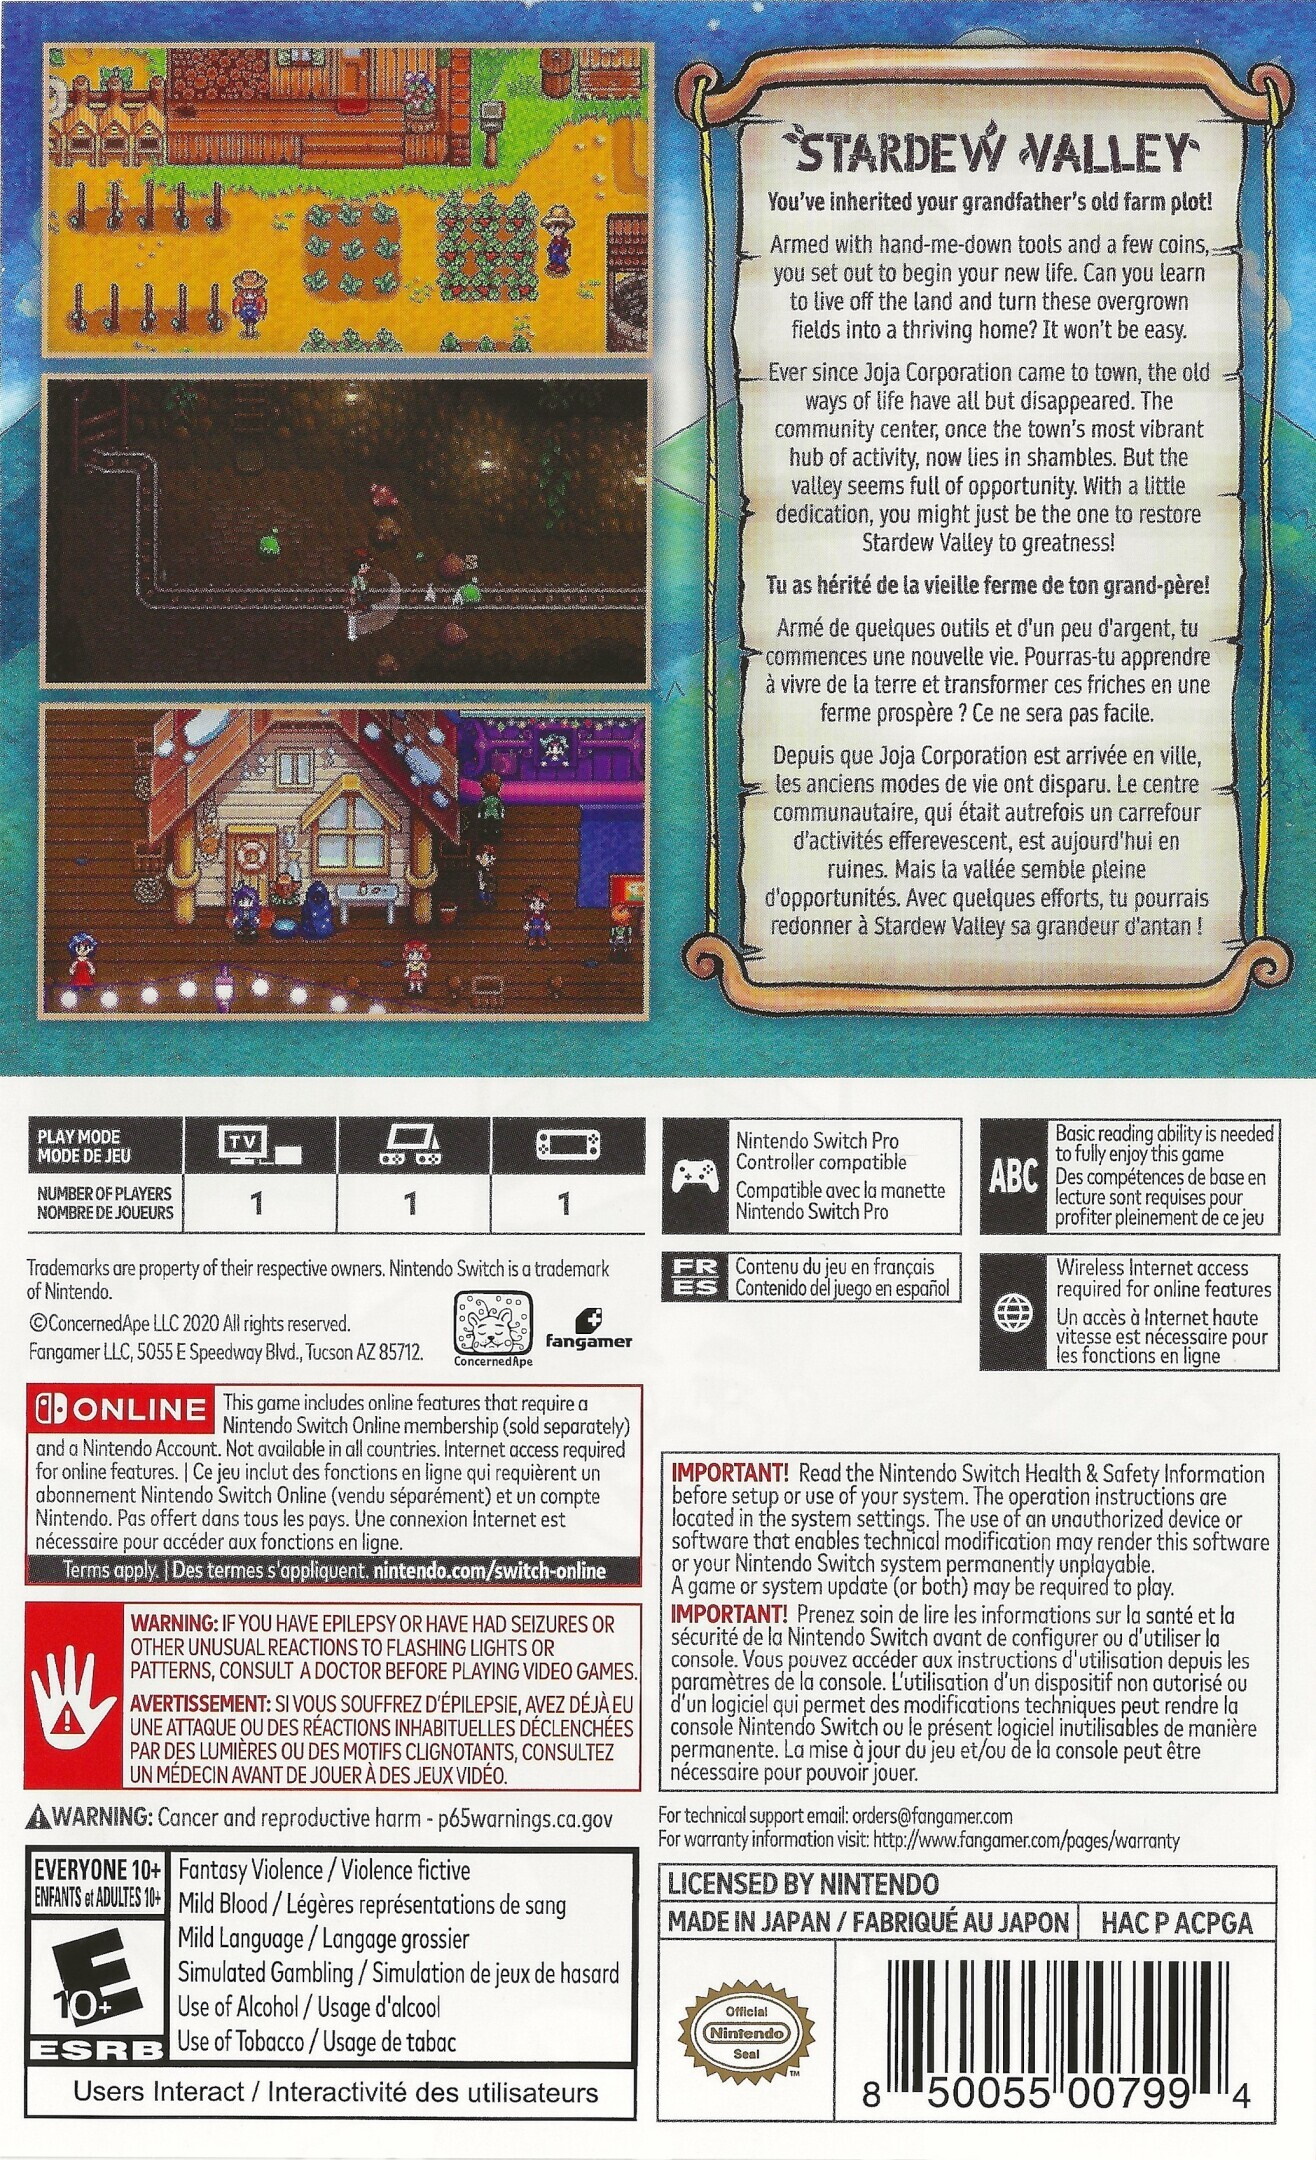 STARDEW VALLEY
You've inherited your grandfather's old farm plot!
Armed with hand-me-down tools and a few coins,
you set out to begin your new life. Can you learn
to live off the land and turn these overgrown
fields into a thriving home? It won't be easy.
Ever since Joja Corporation came to town, the old
ways of life have all but disappeared. The
community center, once the town's most vibrant
hub of activity, now lies in shambles. But the
valley seems full of opportunity. With a little
dedication, you might just be the one to restore
Stardew Valley to greatness!
Tu as hérité de la vieille ferme de ton grand-père!
Armé de quelques outils et d'un peu d'argent, tu
commences une nouvelle vie. Pourras-tu apprendre
à vivre de la terre et transformer ces friches en une
ferme prospère ? Ce ne sera pas facile.
Depuis que Joja Corporation est arrivée en ville,
les anciens modes de vie ont disparu. Le centre
communautaire, qui était autrefois un carrefour
d'activités efferevescent, est aujourd'hui en
ruines. Mais la vallée semble pleine
d'opportunités. Avec quelques efforts, tu pourrais
redonner à Stardew Valley sa grandeur d'antan !
PLAY MODE
MODE DE JEU
TV
NUMBER OF PLAYERS
NOMBRE DE JOUEURS
1
1
1
Nintendo Switch Pro
Controller compatible
Compatible avec la manette
Nintendo Switch Pro
ABC
Basic reading ability is needed
to fully enjoy this game
Des compétences de base en
lecture sont requises pour
profiter pleinement de ce jeu
FR
ES
Contenu du jeu en français
Contenido del juego en español
Wireless Internet access
required for online features
Un accès à Internet haute
vitesse est nécessaire pour
les fonctions en ligne
Trademarks are property of their respective owners. Nintendo Switch is a trademark
of Nintendo.
©ConcernedApe LLC 2020 All rights reserved.
Fangamer LLC, 5055 E Speedway Blvd., Tucson AZ 85712.
ConcernedApe
fangamer
ONLINE
This game includes online features that require a
Nintendo Switch Online membership (sold separately)
and a Nintendo Account. Not available in all countries. Internet access required
for online features. | Ce jeu inclut des fonctions en ligne qui requièrent un
abonnement Nintendo Switch Online (vendu séparément) et un compte
Nintendo. Pas offert dans tous les pays. Une connexion Internet est
nécessaire pour accéder aux fonctions en ligne.
Terms apply. | Des termes s'appliquent. nintendo.com/switch-online
WARNING: IF YOU HAVE EPILEPSY OR HAVE HAD SEIZURES OR
OTHER UNUSUAL REACTIONS TO FLASHING LIGHTS OR
PATTERNS, CONSULT A DOCTOR BEFORE PLAYING VIDEO GAMES.
AVERTISSEMENT: SI VOUS SOUFFREZ D'ÉPILEPSIE, AVEZ DÉJÀ EU
UNE ATTAQUE OU DES RÉACTIONS INHABITUELLES DÉCLENCHÉES
PAR DES LUMIÈRES OU DES MOTIFS CLIGNOTANTS, CONSULTEZ
UN MÉDECIN AVANT DE JOUER À DES JEUX VIDÉO.
WARNING: Cancer and reproductive harm - p65warnings.ca.gov
EVERYONE 10+
ENFANTS et ADULTES 10+
E
10+
ESRB
Fantasy Violence / Violence fictive
Mild Blood / Légères représentations de sang
Mild Language / Langage grossier
Simulated Gambling / Simulation de jeux de hasard
Use of Alcohol / Usage d'alcool
Use of Tobacco / Usage de tabac
Users Interact / Interactivité des utilisateurs
IMPORTANT! Read the Nintendo Switch Health & Safety Information
before setup or use of your system. The operation instructions are
located in the system settings. The use of an unauthorized device or
software that enables technical modification may render this software
or your Nintendo Switch system permanently unplayable.
A game or system update (or both) may be required to play.
IMPORTANT! Prenez soin de lire les informations sur la santé et la
sécurité de la Nintendo Switch avant de configurer ou d'utiliser la
console. Vous pouvez accéder aux instructions d'utilisation depuis les
paramètres de la console. L'utilisation d'un dispositif non autorisé ou
d'un logiciel qui permet des modifications techniques peut rendre la
console Nintendo Switch ou le présent logiciel inutilisables de manière
permanente. La mise à jour du jeu et/ou de la console peut être
nécessaire pour pouvoir jouer.
For technical support email: orders@fangamer.com
For warranty information visit: http://www.fangamer.com/pages/warranty
LICENSED BY NINTENDO
MADE IN JAPAN / FABRIQUÉ AU JAPON
HAC P ACPGA
Official
Nintendo
Seal
TM
8 50055 00799 4